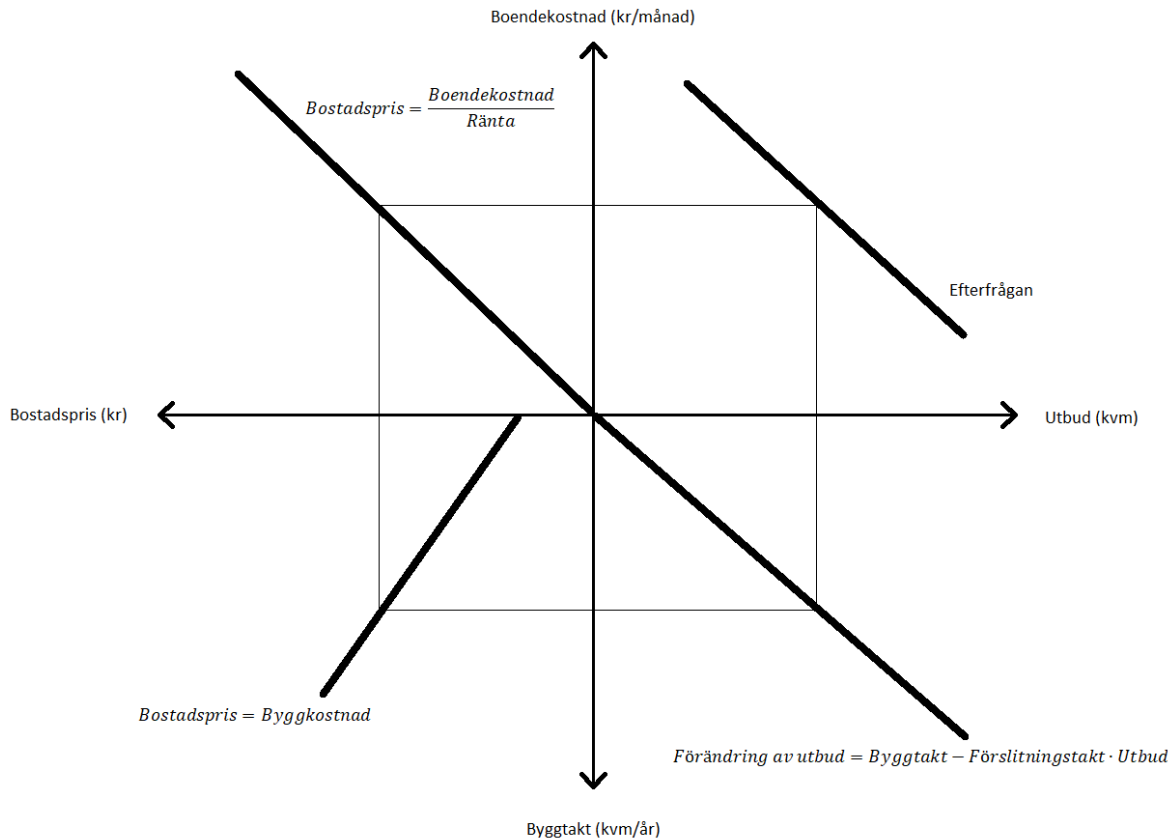 Boendekostnad (kr/månad)
Bostadspris = Boendekostnad / Ränta
Efterfrågan
Bostadspris (kr)
Utbud (kvm)
Bostadspris = Byggkostnad
Förändring av utbud = Byggtakt − Förslitningstakt · Utbud
Byggtakt (kvm/år)